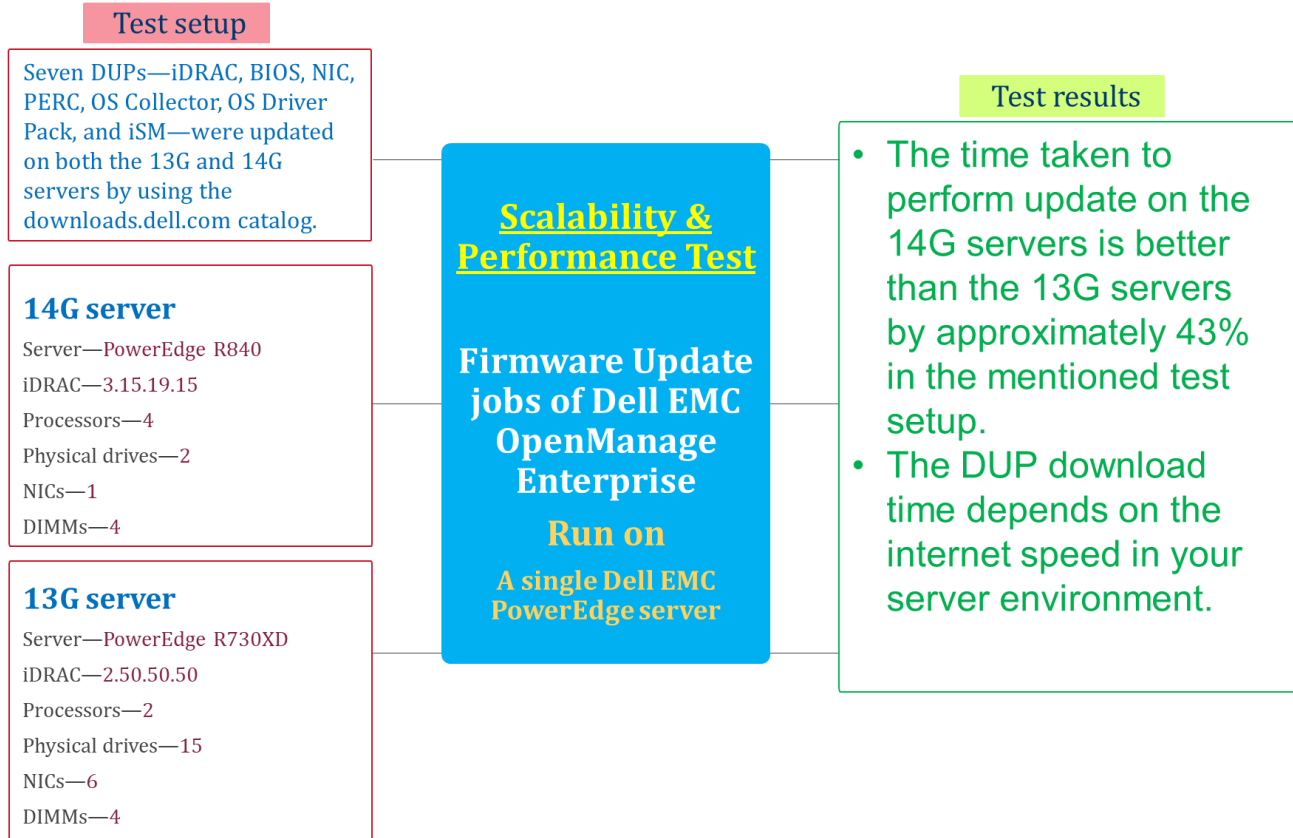 Test setup
Seven DUPs—iDRAC, BIOS, NIC,
PERC, OS Collector, OS Driver
Pack, and iSM—were updated
on both the 13G and 14G
servers by using the
downloads.dell.com catalog.
14G server
Server—PowerEdge R840
iDRAC—3.15.19.15
Processors—4
Physical drives—2
NICs—1
DIMMs—4
13G server
Server—PowerEdge R730XD
iDRAC—2.50.50.50
Processors—2
Physical drives—15
NICs—6
DIMMs—4
Scalability &
Performance Test
Firmware Update
jobs of Dell EMC
OpenManage
Enterprise
Run on
A single Dell EMC
PowerEdge server
Test results
• The time taken to
perform update on the
14G servers is better
than the 13G servers
by approximately 43%
in the mentioned test
setup.
• The DUP download
time depends on the
internet speed in your
server environment.